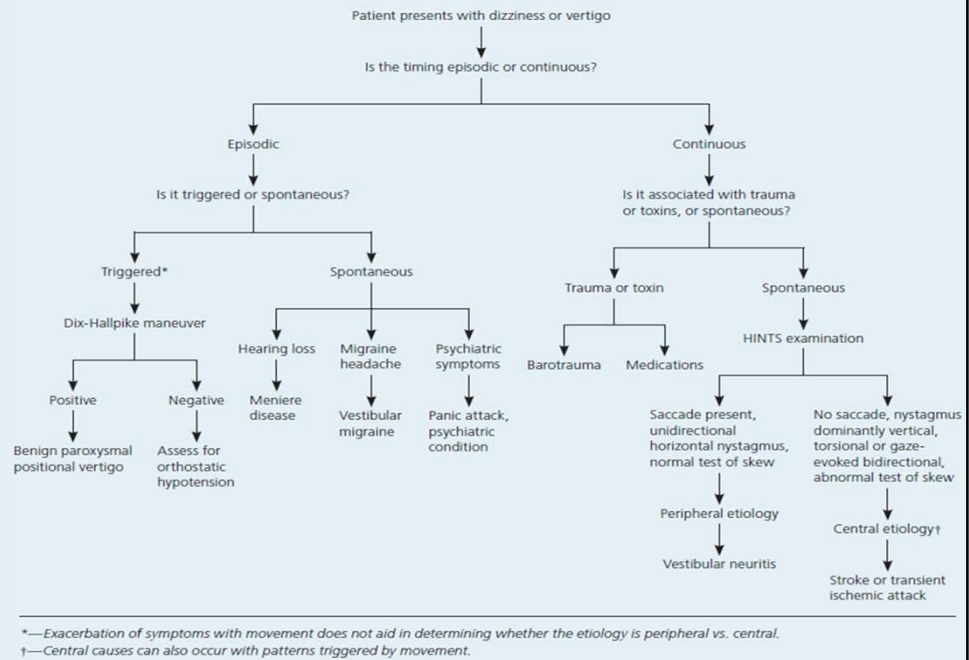 Patient presents with dizziness or vertigo
Is the timing episodic or continuous?
Episodic
Continuous
Is it triggered or spontaneous?
Is it associated with trauma
or toxins, or spontaneous?
Triggered*
Spontaneous
Trauma or toxin
Spontaneous
Dix-Hallpike maneuver
HINTS examination
Hearing loss
Migraine
headache
Psychiatric
symptoms
Barotrauma
Medications
Positive
Negative
Meniere
disease
Vestibular
migraine
Panic attack,
psychiatric
condition
Saccade present,
unidirectional
horizontal nystagmus,
normal test of skew
No saccade, nystagmus
dominantly vertical,
torsional or gaze-
evoked bidirectional,
abnormal test of skew
Benign paroxysmal
positional vertigo
Assess for
orthostatic
hypotension
Peripheral etiology
Central etiology†
Vestibular neuritis
Stroke or transient
ischemic attack
*—Exacerbation of symptoms with movement does not aid in determining whether the etiology is peripheral vs. central.
†—Central causes can also occur with patterns triggered by movement.